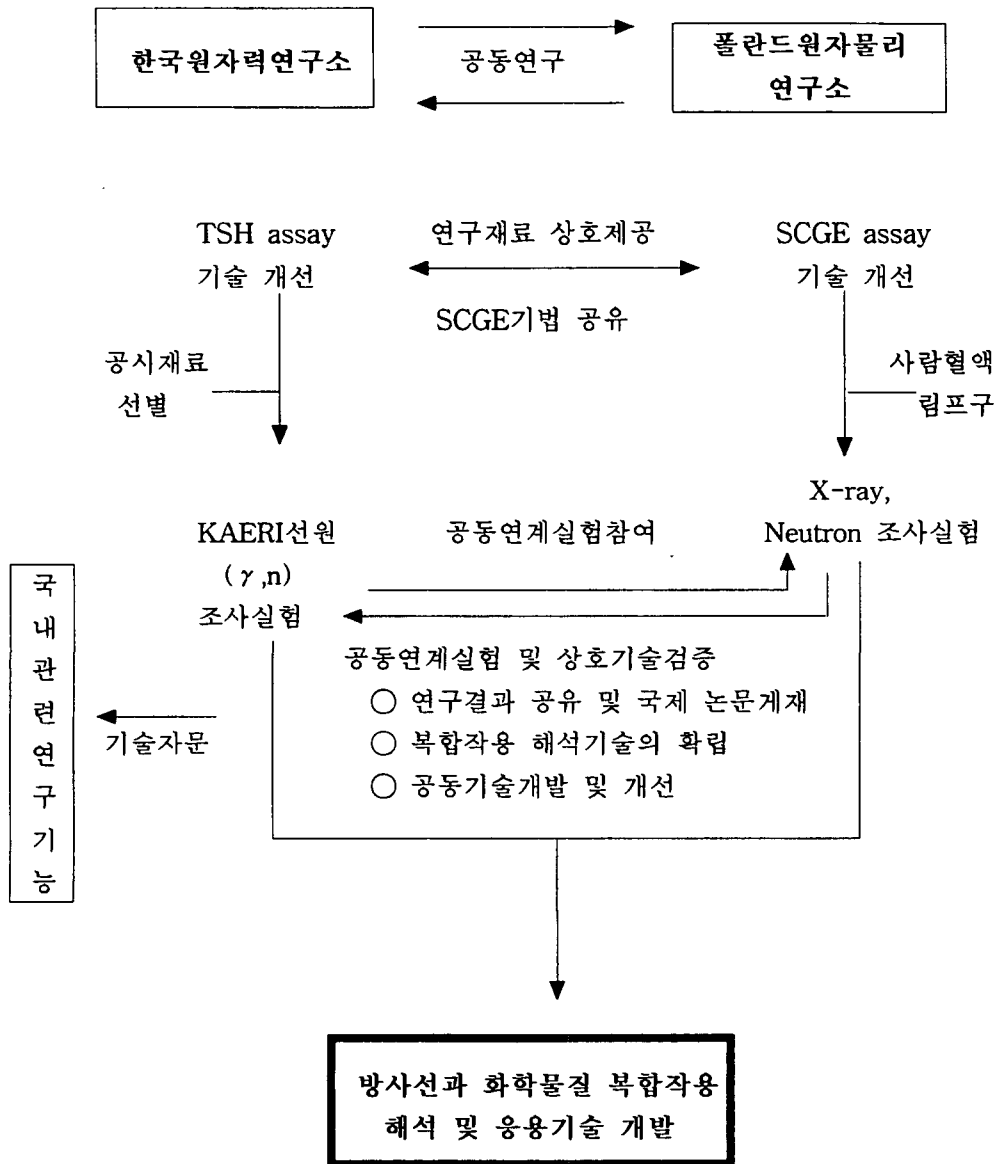 한국원자력연구소
공동연구
폴란드원자물리
연구소
TSH assay
기술 개선
연구재료 상호제공
SCGE기법 공유
SCGE assay
기술 개선
공시재료
선별
사람혈액
림프구
KAERI선원
(γ,n)
조사실험
공동연계실험참여
X-ray,
Neutron 조사실험
국
내
관
련
연
구
기
능
기술자문
공동연계실험 및 상호기술검증
○ 연구결과 공유 및 국제 논문게재
○ 복합작용 해석기술의 확립
○ 공동기술개발 및 개선
방사선과 화학물질 복합작용
해석 및 응용기술 개발